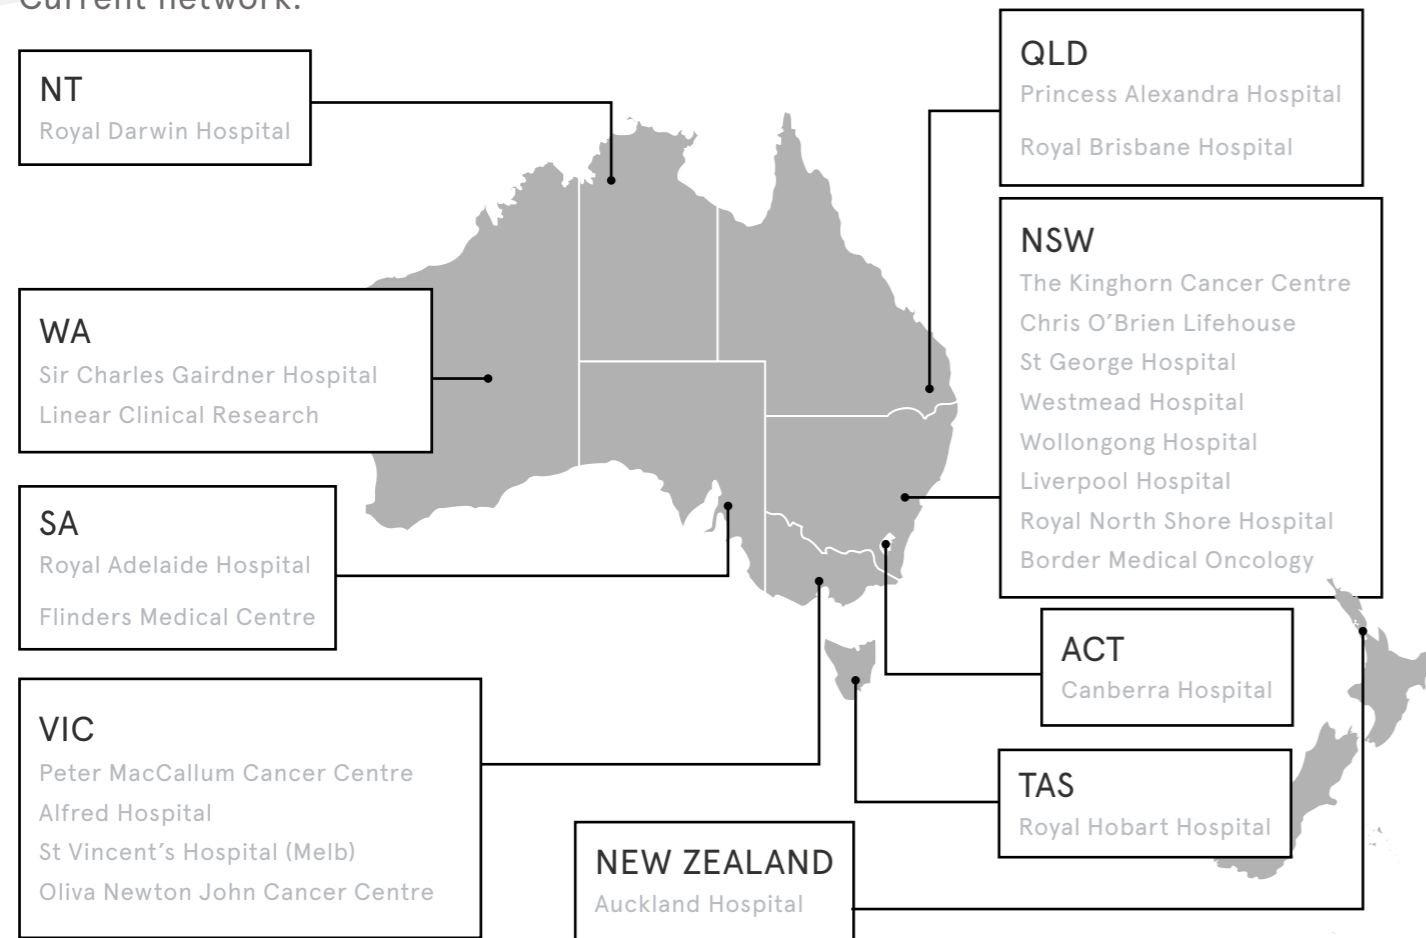 Current network:
NT
Royal Darwin Hospital
QLD
Princess Alexandra Hospital
Royal Brisbane Hospital
NSW
The Kinghorn Cancer Centre
Chris O’Brien Lifehouse
St George Hospital
Westmead Hospital
Wollongong Hospital
Liverpool Hospital
Royal North Shore Hospital
Border Medical Oncology
WA
Sir Charles Gairdner Hospital
Linear Clinical Research
SA
Royal Adelaide Hospital
Flinders Medical Centre
ACT
Canberra Hospital
VIC
Peter MacCallum Cancer Centre
Alfred Hospital
St Vincent’s Hospital (Melb)
Oliva Newton John Cancer Centre
TAS
Royal Hobart Hospital
NEW ZEALAND
Auckland Hospital